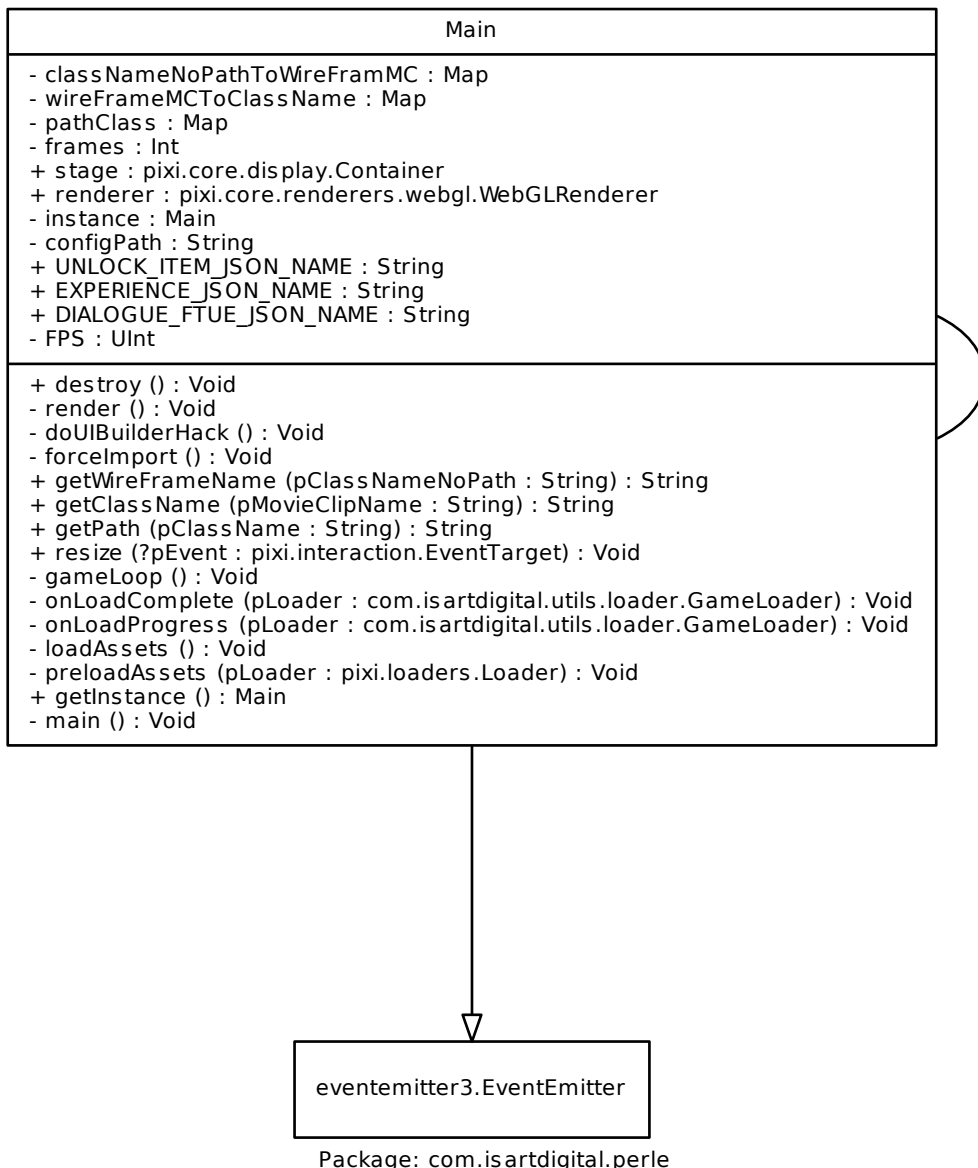 Main
- classNameNoPathToWireFramMC : Map
- wireFrameMCToClassName : Map
- pathClass : Map
- frames : Int
+ stage : pixi.core.display.Container
+ renderer : pixi.core.renderers.webgl.WebGLRenderer
- instance : Main
- configPath : String
+ UNLOCK_ITEM_JSON_NAME : String
+ EXPERIENCE_JSON_NAME : String
+ DIALOGUE_FTUE_JSON_NAME : String
- FPS : UInt
+ destroy () : Void
- render () : Void
- doUIBuilderHack () : Void
- forceImport () : Void
+ getWireFrameName (pClassNameNoPath : String) : String
+ getClassName (pMovieClipName : String) : String
+ getPath (pClassName : String) : String
+ resize (?pEvent : pixi.interaction.EventTarget) : Void
- gameLoop () : Void
- onLoadComplete (pLoader : com.isartdigital.utils.loader.GameLoader) : Void
- onLoadProgress (pLoader : com.isartdigital.utils.loader.GameLoader) : Void
- loadAssets () : Void
- preloadAssets (pLoader : pixi.loaders.Loader) : Void
+ getInstance () : Main
- main () : Void
eventemitter3.EventEmitter
Package: com.isartdigital.perle